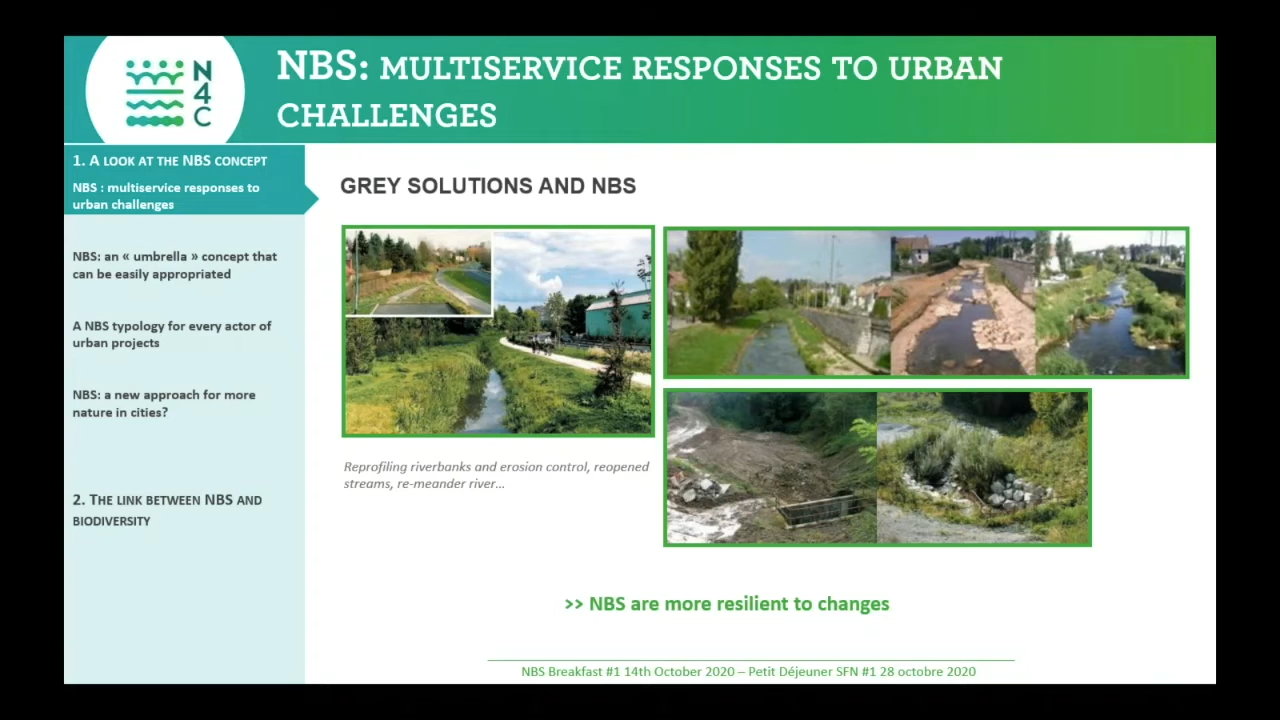 N
4
C
NBS: MULTISERVICE RESPONSES TO URBAN
CHALLENGES
1. A LOOK AT THE NBS CONCEPT
NBS : multiservice responses to
urban challenges
NBS: an « umbrella » concept that
can be easily appropriated
A NBS typology for every actor of
urban projects
NBS: a new approach for more
nature in cities?
2. THE LINK BETWEEN NBS AND
BIODIVERSITY
GREY SOLUTIONS AND NBS
Reprofiling riverbanks and erosion control, reopened
streams, re-meander river...
>> NBS are more resilient to changes
NBS Breakfast #1 14th October 2020 – Petit Déjeuner SFN #1 28 octobre 2020